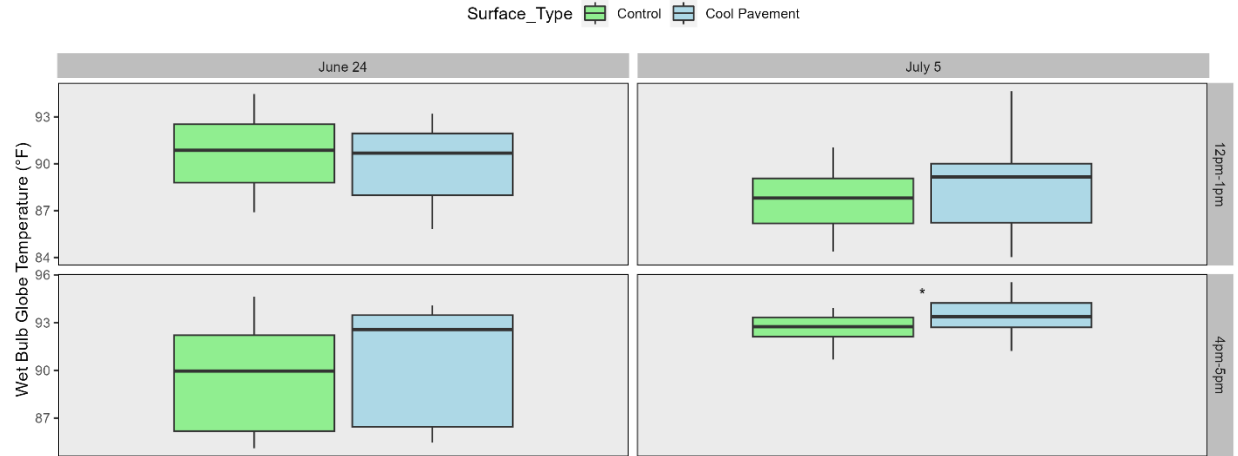 Surface_Type Control Cool Pavement
June 24
July 5
Wet Bulb Globe Temperature (°F)
93
90
87
84
12pm-1pm
96
93
90
87
*
4pm-5pm